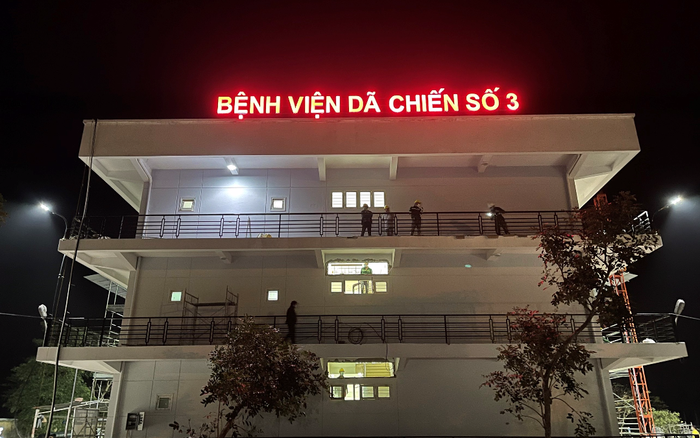 BỆNH VIỆN DÃ CHIẾN SỐ 3